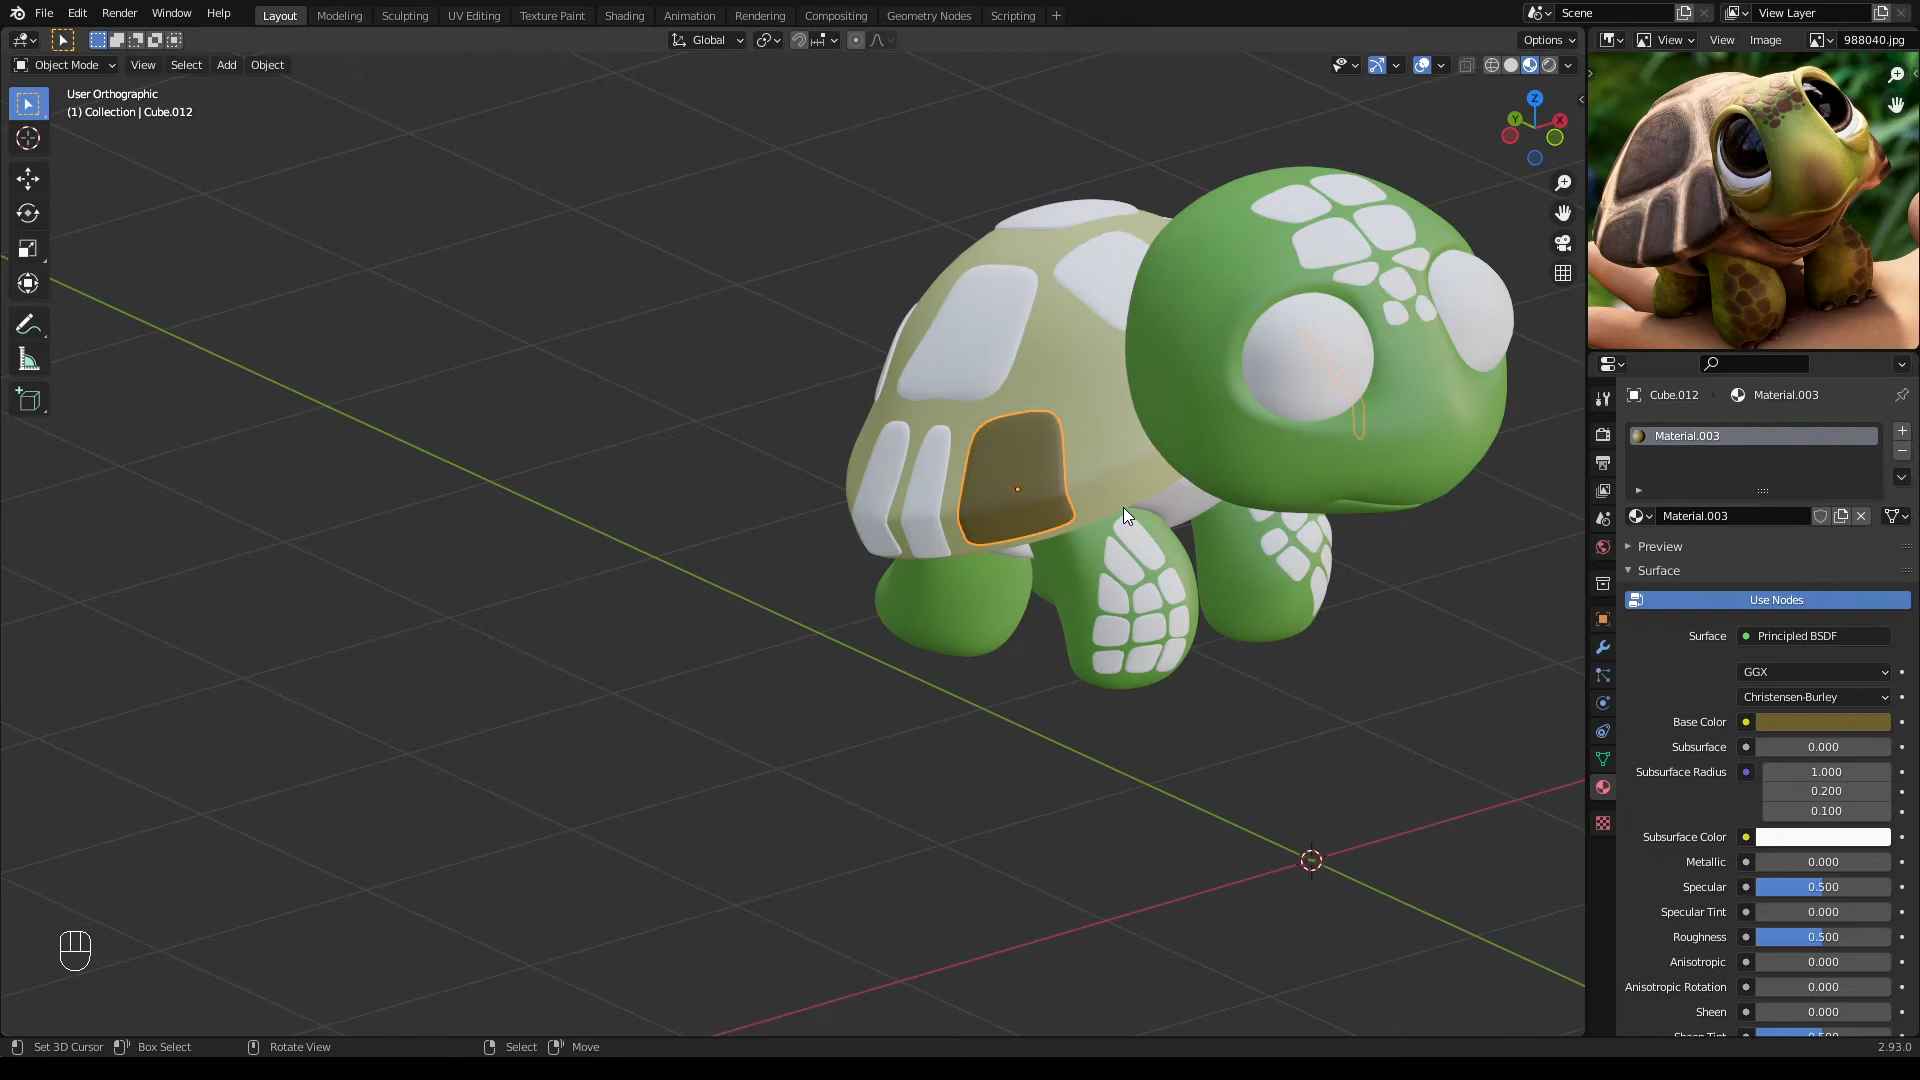 File Edit Render Window Help
Layout Modeling Sculpting UV Editing Texture Paint Shading Animation Rendering Compositing Geometry Nodes Scripting +
Scene
View Layer
Global
Options
View View Image 988040.jpg
Object Mode View Select Add Object
User Orthographic
(1) Collection | Cube.012
Z
Y
X
Cube.012 Material.003
Material.003
Material.003
Preview
Surface
Use Nodes
Surface Principled BSDF
GGX
Christensen-Burley
Base Color
Subsurface 0.000
Subsurface Radius 1.000
0.200
0.100
Subsurface Color
Metallic 0.000
Specular 0.500
Specular Tint 0.000
Roughness 0.500
Anisotropic 0.000
Anisotropic Rotation 0.000
Sheen 0.000
Sheen Tint 0.500
Set 3D Cursor Box Select Rotate View Select Move 2.93.0